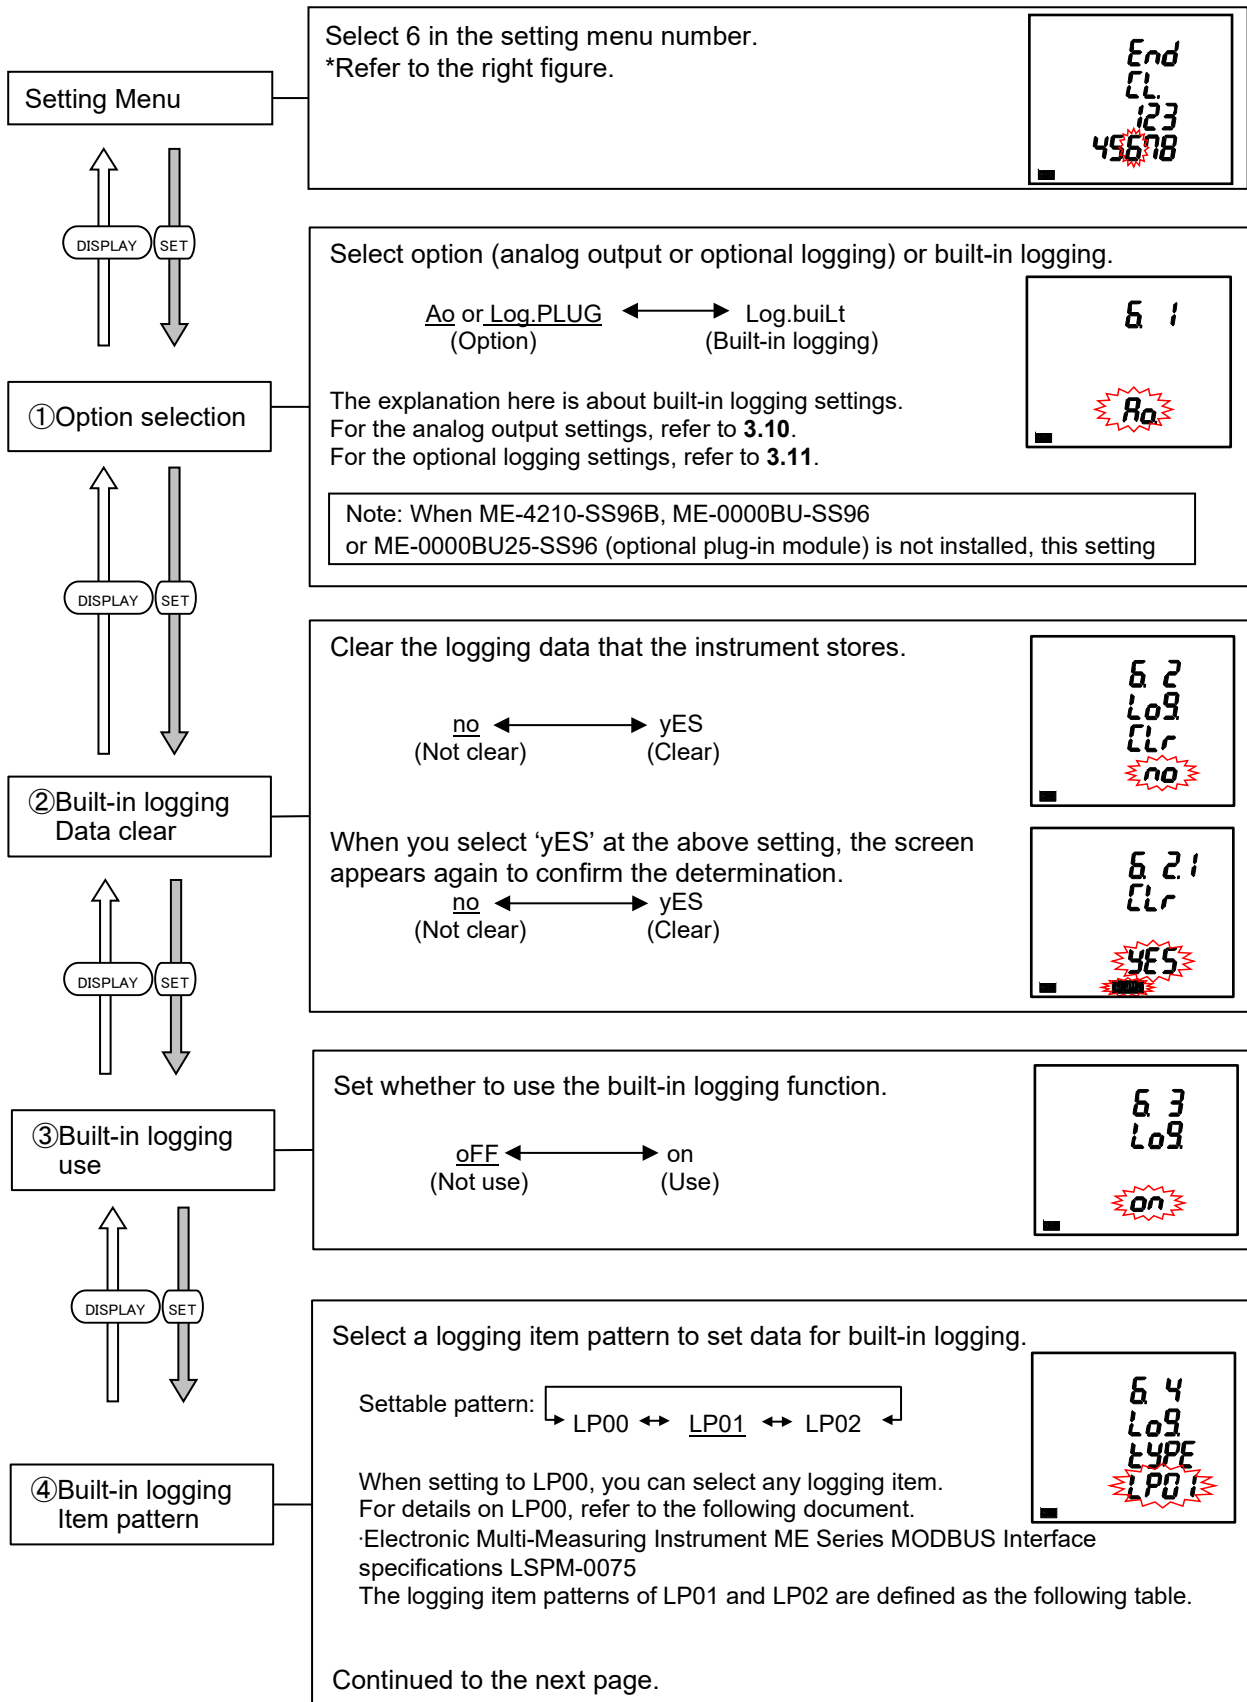 Setting Menu
Select 6 in the setting menu number.
*Refer to the right figure.
End
CL.
123
45678
DISPLAY SET
①Option selection
Select option (analog output or optional logging) or built-in logging.
Ao or Log.PLUG Log.buiLt
(Option) (Built-in logging)
The explanation here is about built-in logging settings.
For the analog output settings, refer to 3.10.
For the optional logging settings, refer to 3.11.
Note: When ME-4210-SS96B, ME-0000BU-SS96
or ME-0000BU25-SS96 (optional plug-in module) is not installed, this setting
6. 1
Ao.
DISPLAY SET
②Built-in logging
Data clear
Clear the logging data that the instrument stores.
no yES
(Not clear) (Clear)
6. 2
Log.
CLr
no
When you select ‘yES’ at the above setting, the screen
appears again to confirm the determination.
no yES
(Not clear) (Clear)
6. 2.1
CLr
yES
DISPLAY SET
③Built-in logging
use
Set whether to use the built-in logging function.
oFF on
(Not use) (Use)
6. 3
Log.
on
DISPLAY SET
④Built-in logging
Item pattern
Select a logging item pattern to set data for built-in logging.
Settable pattern: LP00 LP01 LP02
When setting to LP00, you can select any logging item.
For details on LP00, refer to the following document.
·Electronic Multi-Measuring Instrument ME Series MODBUS Interface
specifications LSPM-0075
The logging item patterns of LP01 and LP02 are defined as the following table.
6. 4
Log.
tyPE
LP01
Continued to the next page.